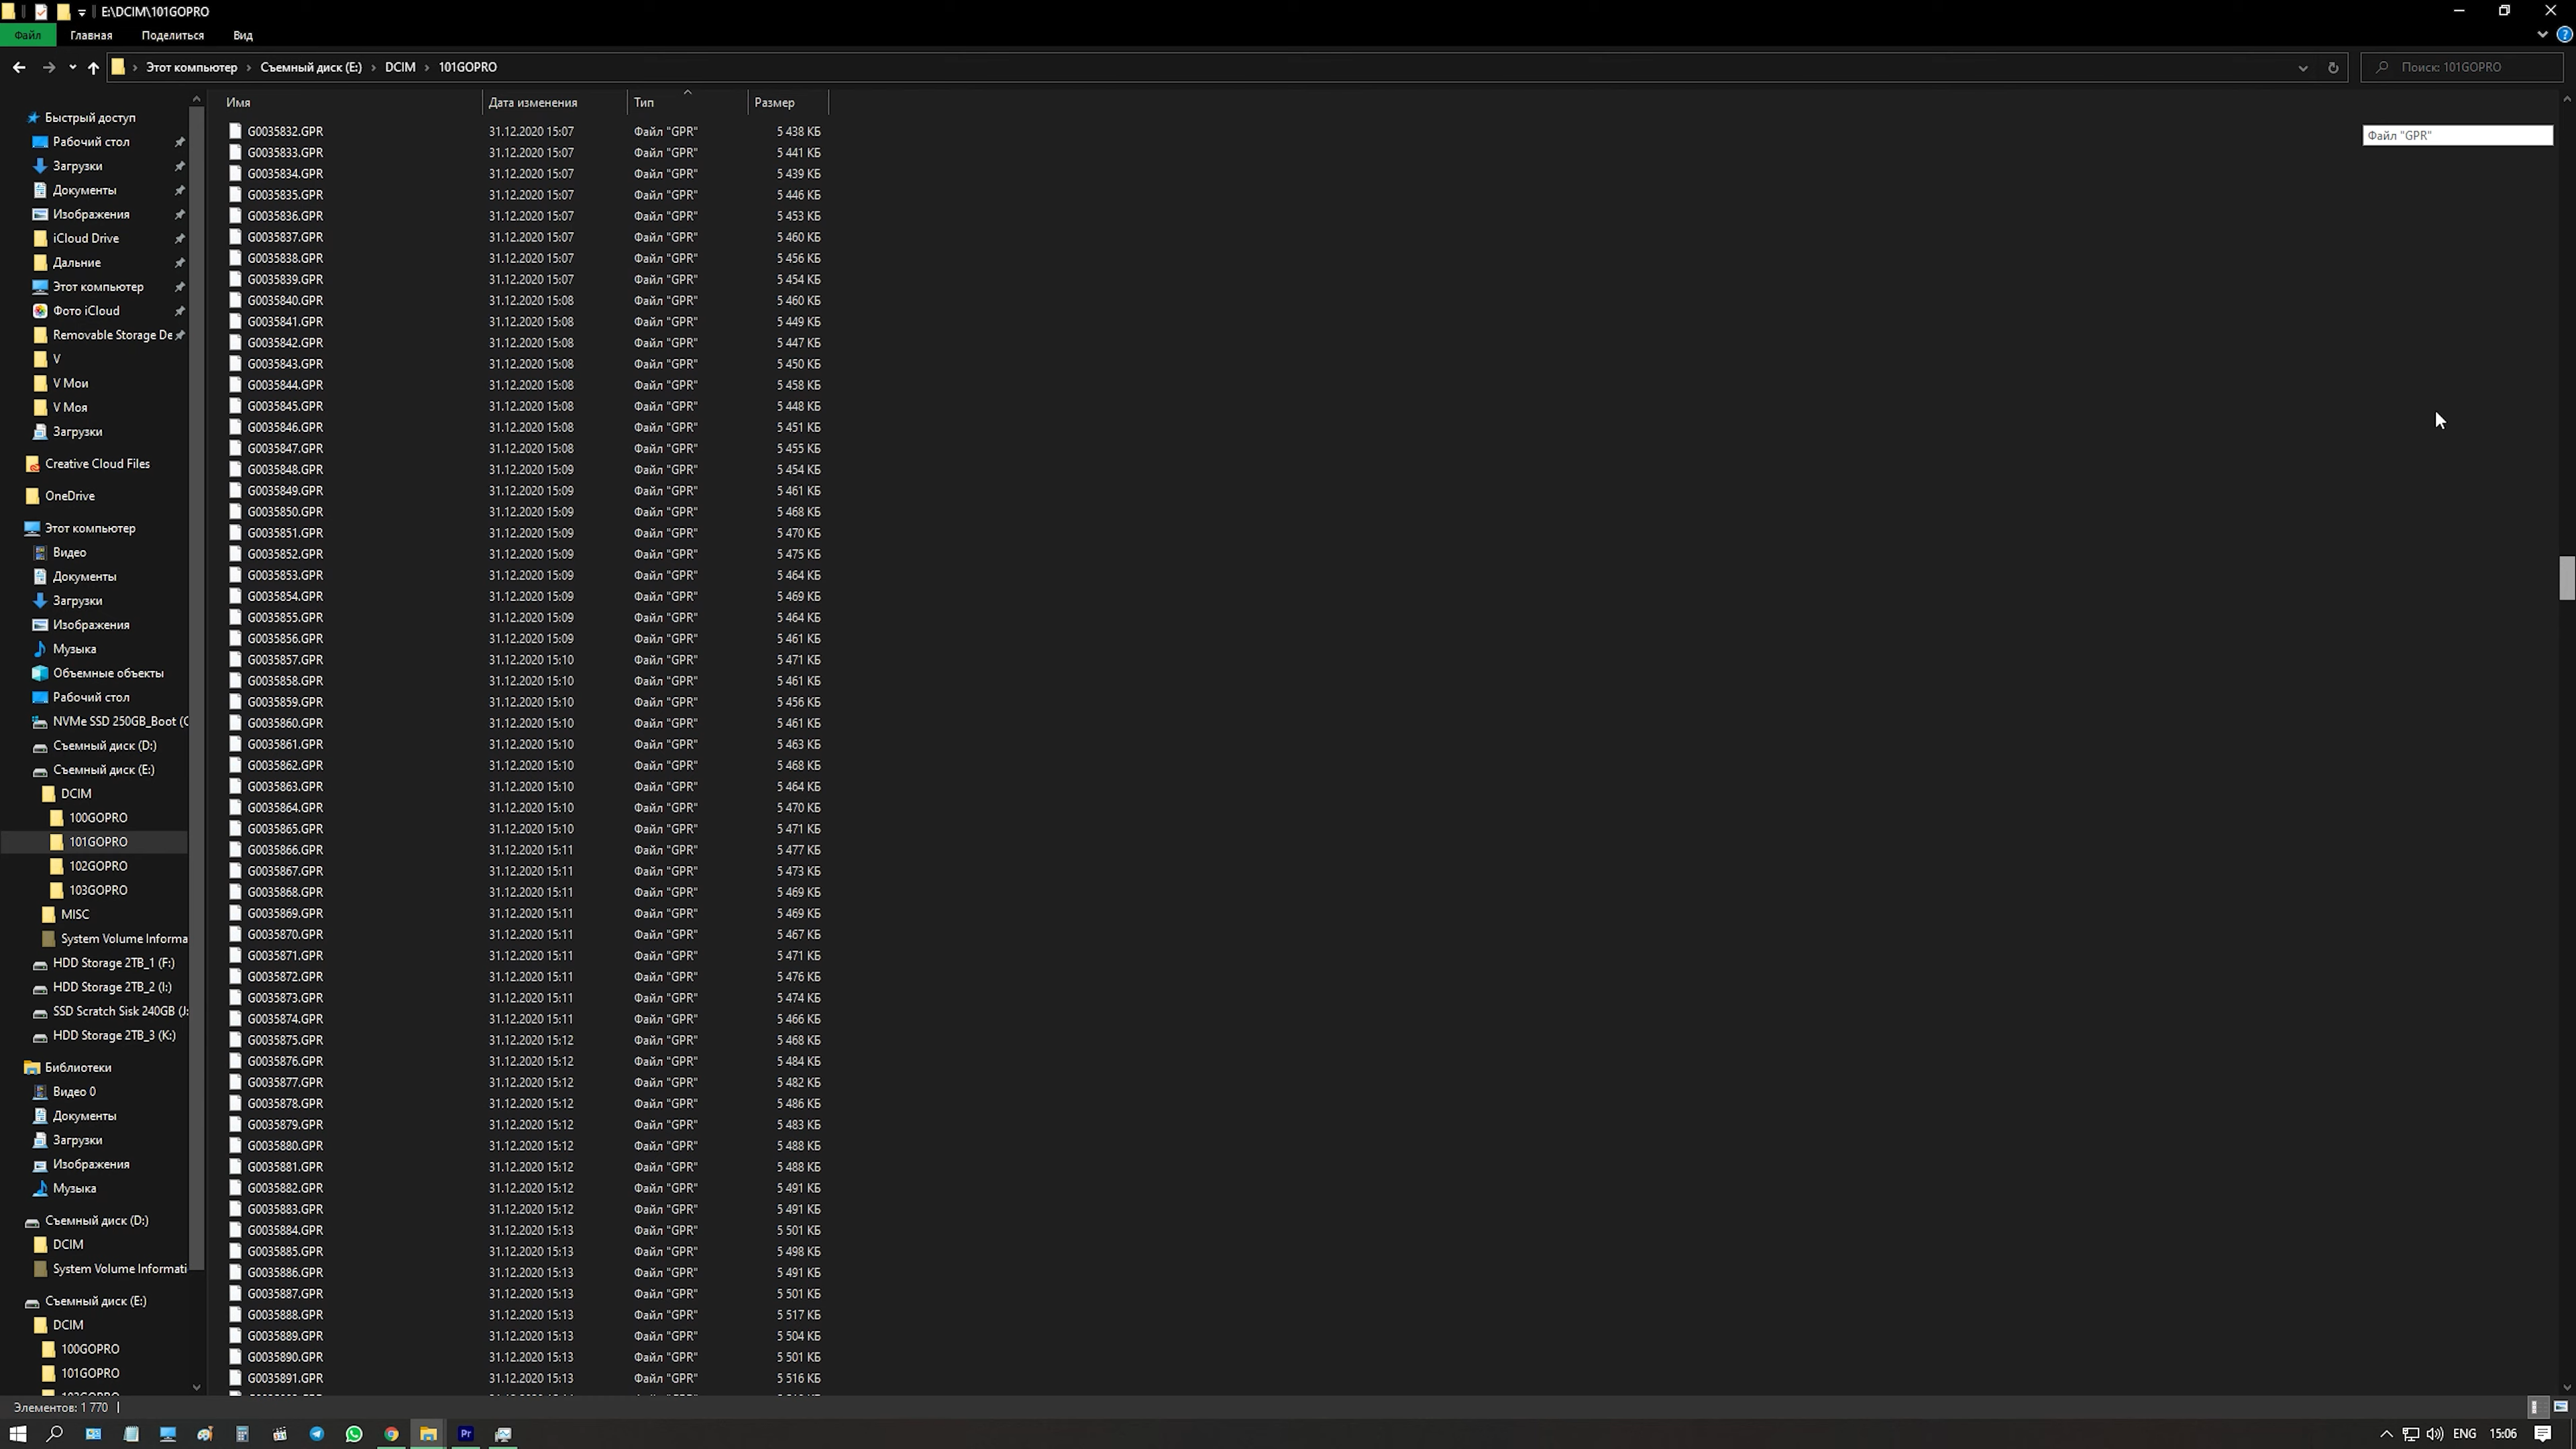 E:\DCIM\101GOPRO
Файл Главная Поделиться Вид
Этот компьютер Съемный диск (E:) DCIM 101GOPRO Поиск: 101GOPRO
Имя Дата изменения Тип Размер
Файл "GPR"
Быстрый доступ
Рабочий стол
Загрузки
Документы
Изображения
iCloud Drive
Дальние
Этот компьютер
Фото iCloud
Removable Storage De
V
V Мои
V Моя
Загрузки
Creative Cloud Files
OneDrive
Этот компьютер
Видео
Документы
Загрузки
Изображения
Музыка
Объемные объекты
Рабочий стол
NVMe SSD 250GB_Boot (C
Съемный диск (D:)
Съемный диск (E:)
DCIM
100GOPRO
101GOPRO
102GOPRO
103GOPRO
MISC
System Volume Informa
HDD Storage 2TB_1 (F:)
HDD Storage 2TB_2 (I:)
SSD Scratch Sisk 240GB (J:
HDD Storage 2TB_3 (K:)
Библиотеки
Видео 0
Документы
Загрузки
Изображения
Музыка
Съемный диск (D:)
DCIM
System Volume Informati
Съемный диск (E:)
DCIM
100GOPRO
101GOPRO
G0035832.GPR 31.12.2020 15:07 Файл "GPR" 5 438 КБ
G0035833.GPR 31.12.2020 15:07 Файл "GPR" 5 441 КБ
G0035834.GPR 31.12.2020 15:07 Файл "GPR" 5 439 КБ
G0035835.GPR 31.12.2020 15:07 Файл "GPR" 5 446 КБ
G0035836.GPR 31.12.2020 15:07 Файл "GPR" 5 453 КБ
G0035837.GPR 31.12.2020 15:07 Файл "GPR" 5 460 КБ
G0035838.GPR 31.12.2020 15:07 Файл "GPR" 5 456 КБ
G0035839.GPR 31.12.2020 15:07 Файл "GPR" 5 454 КБ
G0035840.GPR 31.12.2020 15:08 Файл "GPR" 5 460 КБ
G0035841.GPR 31.12.2020 15:08 Файл "GPR" 5 449 КБ
G0035842.GPR 31.12.2020 15:08 Файл "GPR" 5 447 КБ
G0035843.GPR 31.12.2020 15:08 Файл "GPR" 5 450 КБ
G0035844.GPR 31.12.2020 15:08 Файл "GPR" 5 458 КБ
G0035845.GPR 31.12.2020 15:08 Файл "GPR" 5 448 КБ
G0035846.GPR 31.12.2020 15:08 Файл "GPR" 5 451 КБ
G0035847.GPR 31.12.2020 15:08 Файл "GPR" 5 455 КБ
G0035848.GPR 31.12.2020 15:09 Файл "GPR" 5 454 КБ
G0035849.GPR 31.12.2020 15:09 Файл "GPR" 5 461 КБ
G0035850.GPR 31.12.2020 15:09 Файл "GPR" 5 468 КБ
G0035851.GPR 31.12.2020 15:09 Файл "GPR" 5 470 КБ
G0035852.GPR 31.12.2020 15:09 Файл "GPR" 5 475 КБ
G0035853.GPR 31.12.2020 15:09 Файл "GPR" 5 464 КБ
G0035854.GPR 31.12.2020 15:09 Файл "GPR" 5 469 КБ
G0035855.GPR 31.12.2020 15:09 Файл "GPR" 5 464 КБ
G0035856.GPR 31.12.2020 15:09 Файл "GPR" 5 461 КБ
G0035857.GPR 31.12.2020 15:10 Файл "GPR" 5 471 КБ
G0035858.GPR 31.12.2020 15:10 Файл "GPR" 5 461 КБ
G0035859.GPR 31.12.2020 15:10 Файл "GPR" 5 456 КБ
G0035860.GPR 31.12.2020 15:10 Файл "GPR" 5 461 КБ
G0035861.GPR 31.12.2020 15:10 Файл "GPR" 5 463 КБ
G0035862.GPR 31.12.2020 15:10 Файл "GPR" 5 468 КБ
G0035863.GPR 31.12.2020 15:10 Файл "GPR" 5 464 КБ
G0035864.GPR 31.12.2020 15:10 Файл "GPR" 5 470 КБ
G0035865.GPR 31.12.2020 15:10 Файл "GPR" 5 471 КБ
G0035866.GPR 31.12.2020 15:11 Файл "GPR" 5 477 КБ
G0035867.GPR 31.12.2020 15:11 Файл "GPR" 5 473 КБ
G0035868.GPR 31.12.2020 15:11 Файл "GPR" 5 469 КБ
G0035869.GPR 31.12.2020 15:11 Файл "GPR" 5 469 КБ
G0035870.GPR 31.12.2020 15:11 Файл "GPR" 5 467 КБ
G0035871.GPR 31.12.2020 15:11 Файл "GPR" 5 471 КБ
G0035872.GPR 31.12.2020 15:11 Файл "GPR" 5 476 КБ
G0035873.GPR 31.12.2020 15:11 Файл "GPR" 5 474 КБ
G0035874.GPR 31.12.2020 15:11 Файл "GPR" 5 466 КБ
G0035875.GPR 31.12.2020 15:12 Файл "GPR" 5 468 КБ
G0035876.GPR 31.12.2020 15:12 Файл "GPR" 5 484 КБ
G0035877.GPR 31.12.2020 15:12 Файл "GPR" 5 482 КБ
G0035878.GPR 31.12.2020 15:12 Файл "GPR" 5 486 КБ
G0035879.GPR 31.12.2020 15:12 Файл "GPR" 5 483 КБ
G0035880.GPR 31.12.2020 15:12 Файл "GPR" 5 488 КБ
G0035881.GPR 31.12.2020 15:12 Файл "GPR" 5 488 КБ
G0035882.GPR 31.12.2020 15:12 Файл "GPR" 5 491 КБ
G0035883.GPR 31.12.2020 15:12 Файл "GPR" 5 491 КБ
G0035884.GPR 31.12.2020 15:13 Файл "GPR" 5 501 КБ
G0035885.GPR 31.12.2020 15:13 Файл "GPR" 5 498 КБ
G0035886.GPR 31.12.2020 15:13 Файл "GPR" 5 491 КБ
G0035887.GPR 31.12.2020 15:13 Файл "GPR" 5 501 КБ
G0035888.GPR 31.12.2020 15:13 Файл "GPR" 5 517 КБ
G0035889.GPR 31.12.2020 15:13 Файл "GPR" 5 504 КБ
G0035890.GPR 31.12.2020 15:13 Файл "GPR" 5 501 КБ
G0035891.GPR 31.12.2020 15:13 Файл "GPR" 5 516 КБ
Элементов: 1 770
Pr
ENG 15:06